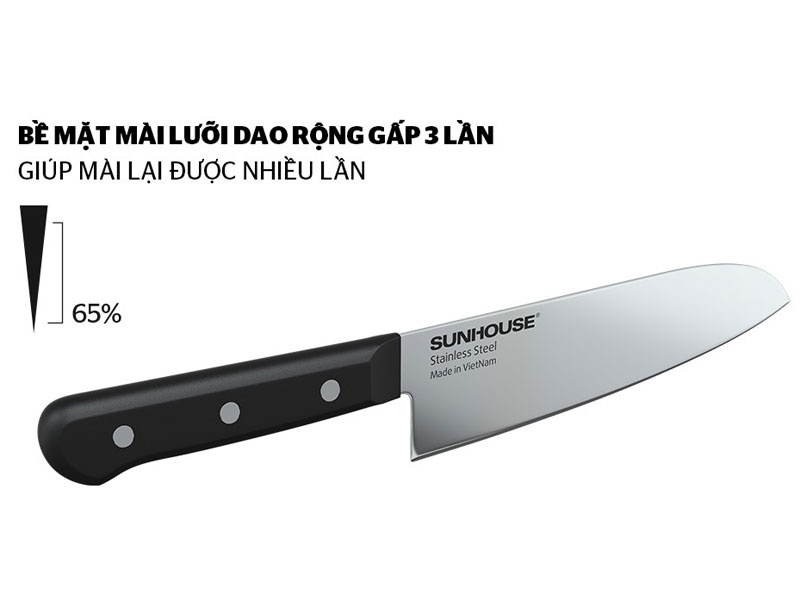 BỀ MẶT MÀI LƯỠI DAO RỘNG GẤP 3 LẦN
GIÚP MÀI LẠI ĐƯỢC NHIỀU LẦN
65%
SUNHOUSE®
Stainless Steel
Made in VietNam